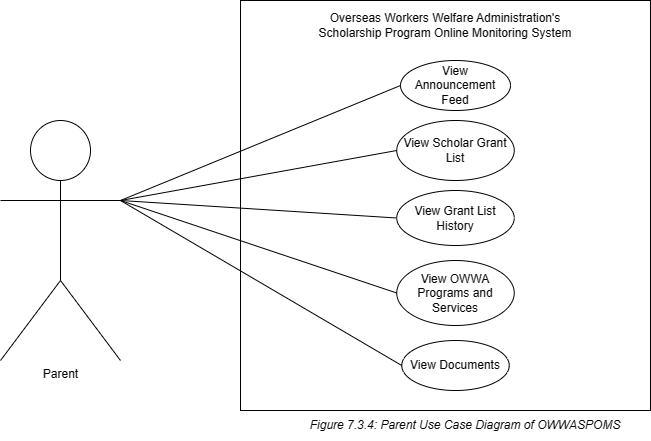 Overseas Workers Welfare Administration's
Scholarship Program Online Monitoring System
View
Announcement
Feed
View Scholar Grant
List
View Grant List
History
View OWWA
Programs and
Services
View Documents
Parent
Figure 7.3.4: Parent Use Case Diagram of OWWASPOMS